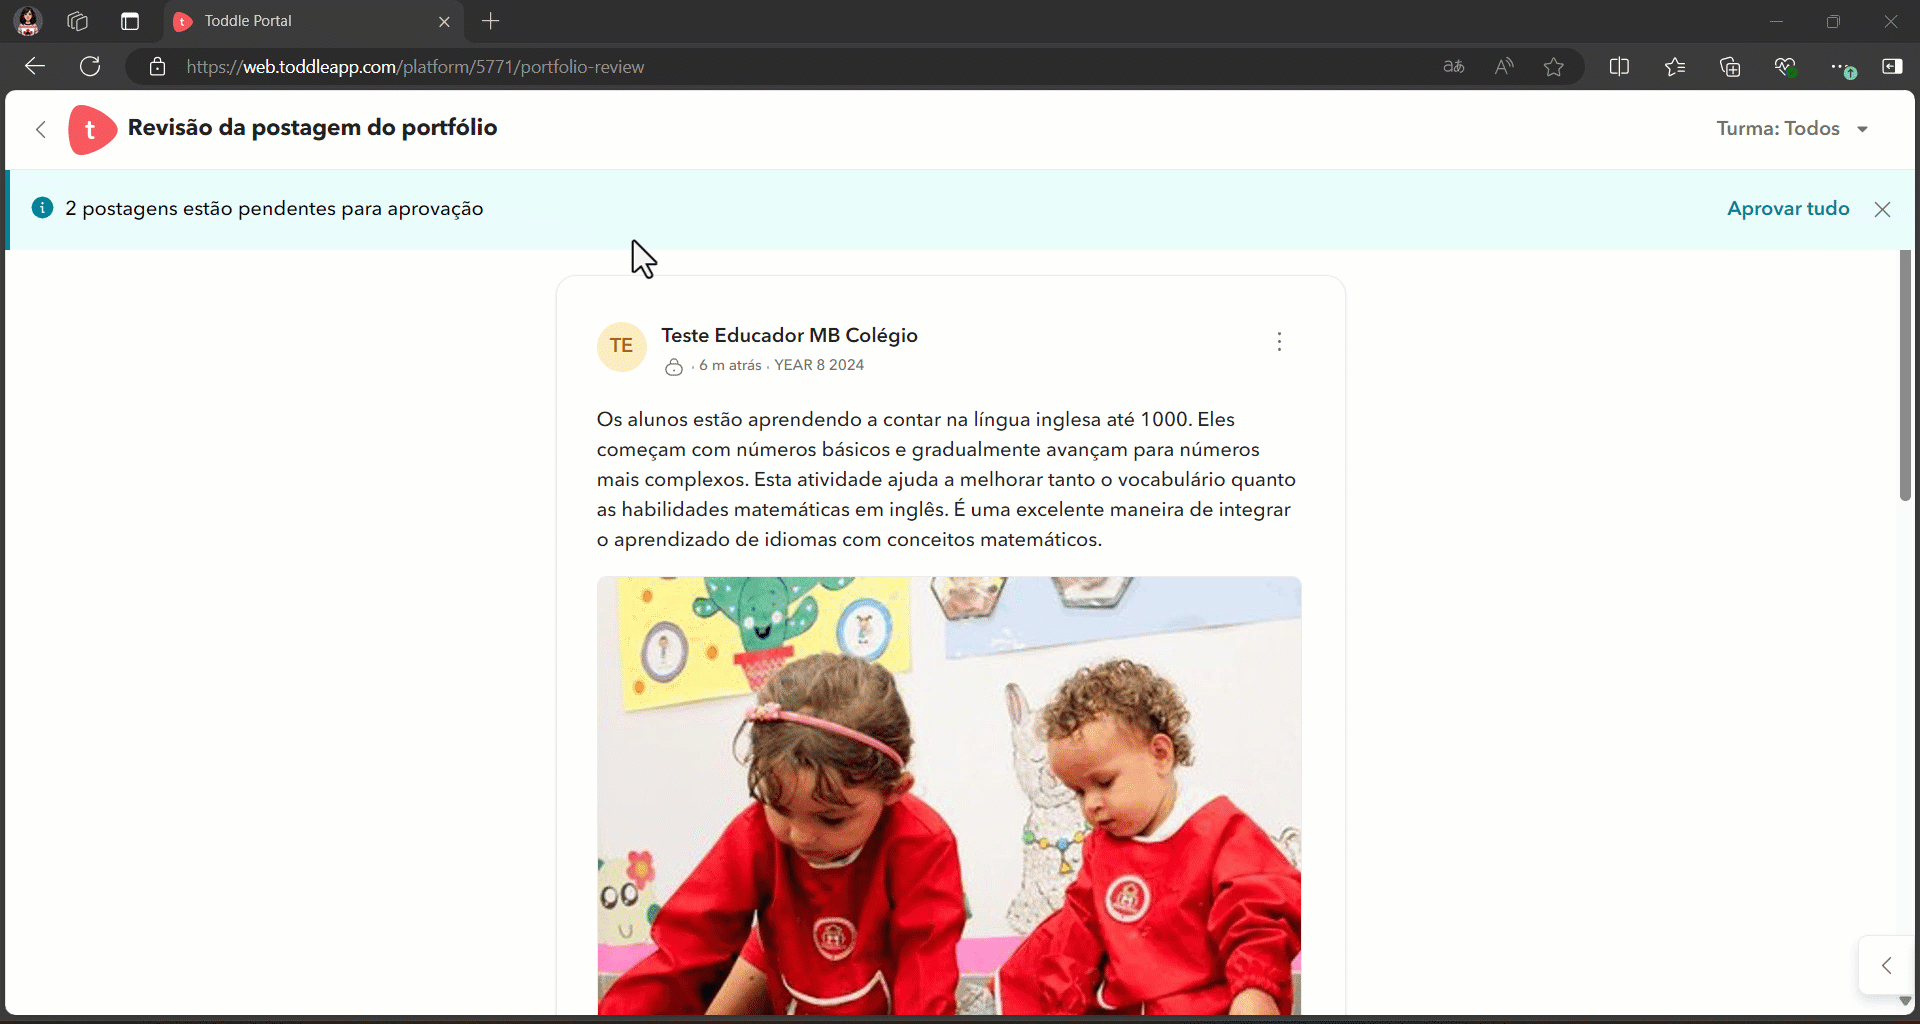 Toddle Portal
https://web.toddleapp.com/platform/5771/portfolio-review
aあ
t
Revisão da postagem do portfólio
Turma: Todos
2 postagens estão pendentes para aprovação
Aprovar tudo
TE
Teste Educador MB Colégio
· 6 m atrás · YEAR 8 2024
Os alunos estão aprendendo a contar na língua inglesa até 1000. Eles
começam com números básicos e gradualmente avançam para números
mais complexos. Esta atividade ajuda a melhorar tanto o vocabulário quanto
as habilidades matemáticas em inglês. É uma excelente maneira de integrar
o aprendizado de idiomas com conceitos matemáticos.